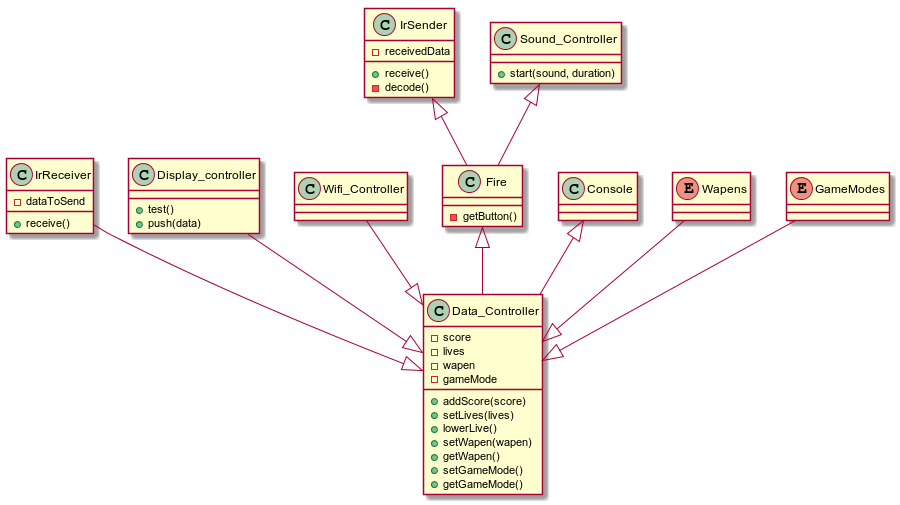 C IrSender
receivedData
receive()
decode()
C Sound_Controller
start(sound, duration)
C IrReceiver
dataToSend
receive()
C Display_controller
test()
push(data)
C Wifi_Controller
C Fire
getButton()
C Console
E Wapens
E GameModes
C Data_Controller
score
lives
wapen
gameMode
addScore(score)
setLives(lives)
lowerLive()
setWapen(wapen)
getWapen()
setGameMode()
getGameMode()